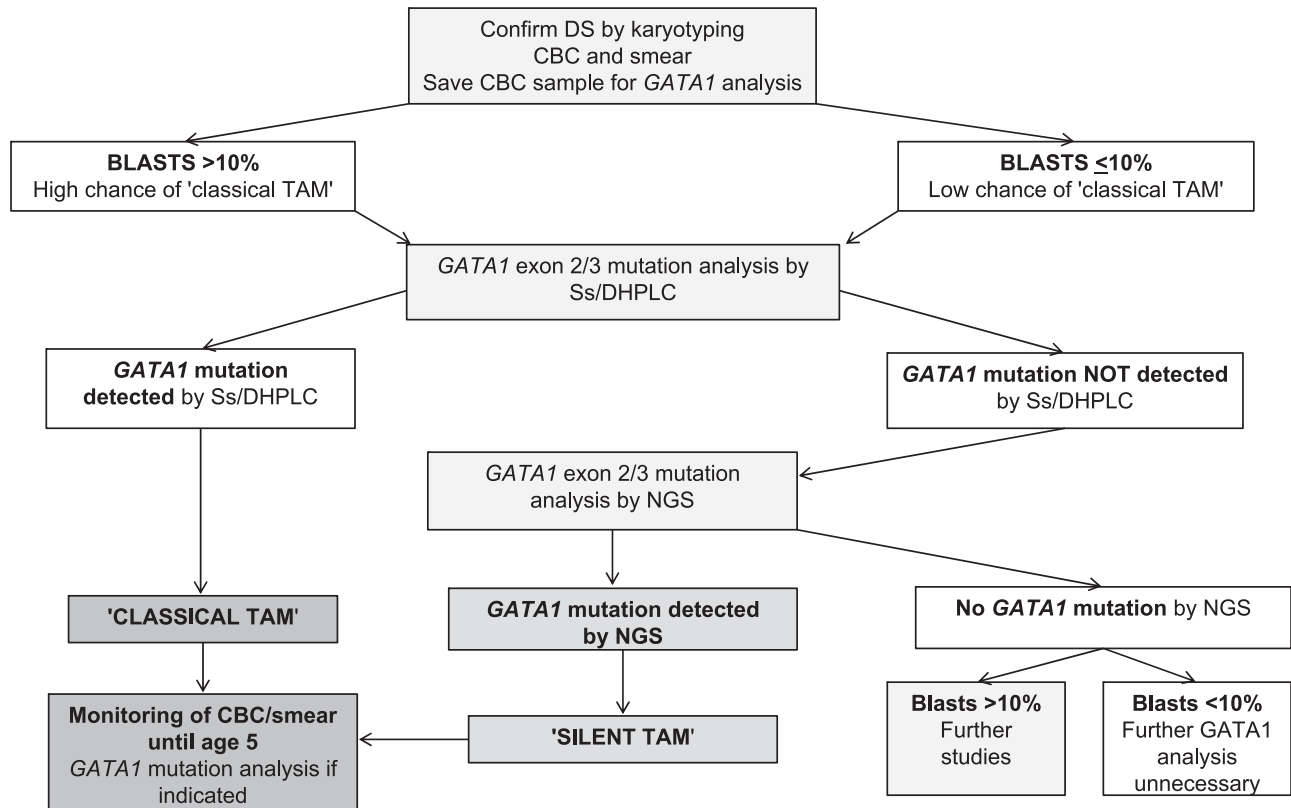 Confirm DS by karyotyping
CBC and smear
Save CBC sample for GATA1 analysis
BLASTS >10%
High chance of 'classical TAM'
BLASTS ≤10%
Low chance of 'classical TAM'
GATA1 exon 2/3 mutation analysis by
Ss/DHPLC
GATA1 mutation
detected by Ss/DHPLC
GATA1 mutation NOT detected
by Ss/DHPLC
GATA1 exon 2/3 mutation
analysis by NGS
'CLASSICAL TAM'
GATA1 mutation detected
by NGS
No GATA1 mutation by NGS
Monitoring of CBC/smear
until age 5
GATA1 mutation analysis if
indicated
'SILENT TAM'
Blasts >10%
Further
studies
Blasts <10%
Further GATA1
analysis
unnecessary